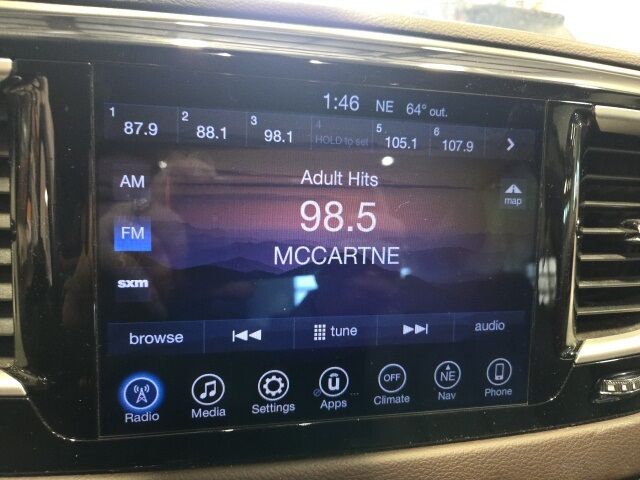 1:46 NE 64° out.
1 87.9 2 88.1 3 98.1 4 HOLD to set 5 105.1 6 107.9
AM
Adult Hits
map
98.5
FM
MCCARTNE
sxm
browse tune audio
OFF NE
Radio Media Settings Apps Climate Nav Phone